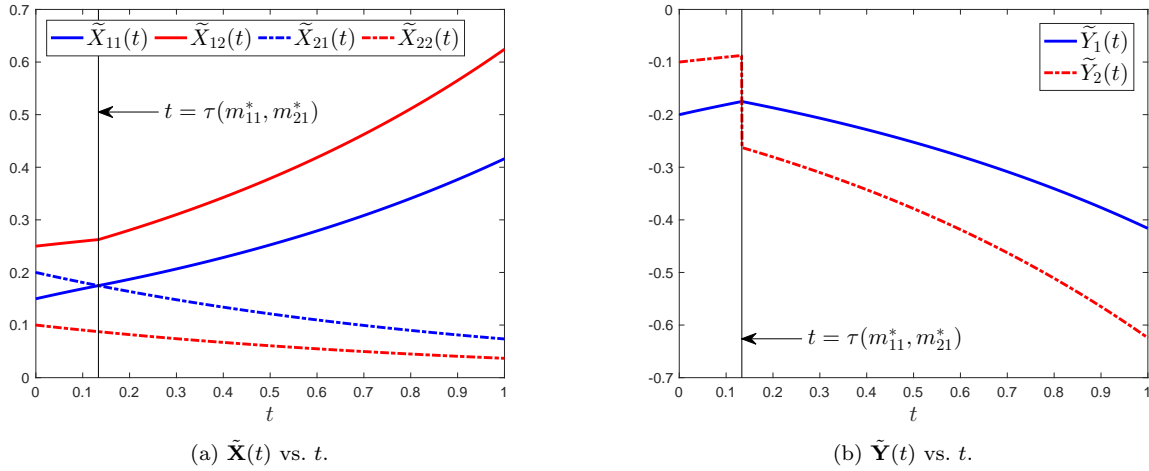 0.7
0.6
0.5
0.4
0.3
0.2
0.1
0
X̃₁₁(t) X̃₁₂(t) X̃₂₁(t) X̃₂₂(t)
t = τ(m*₁₁, m*₂₁)
0 0.1 0.2 0.3 0.4 0.5 0.6 0.7 0.8 0.9 1
t
(a) X̃(t) vs. t.
0
-0.1
-0.2
-0.3
-0.4
-0.5
-0.6
-0.7
Ỹ₁(t)
Ỹ₂(t)
t = τ(m*₁₁, m*₂₁)
0 0.1 0.2 0.3 0.4 0.5 0.6 0.7 0.8 0.9 1
t
(b) Ỹ(t) vs. t.